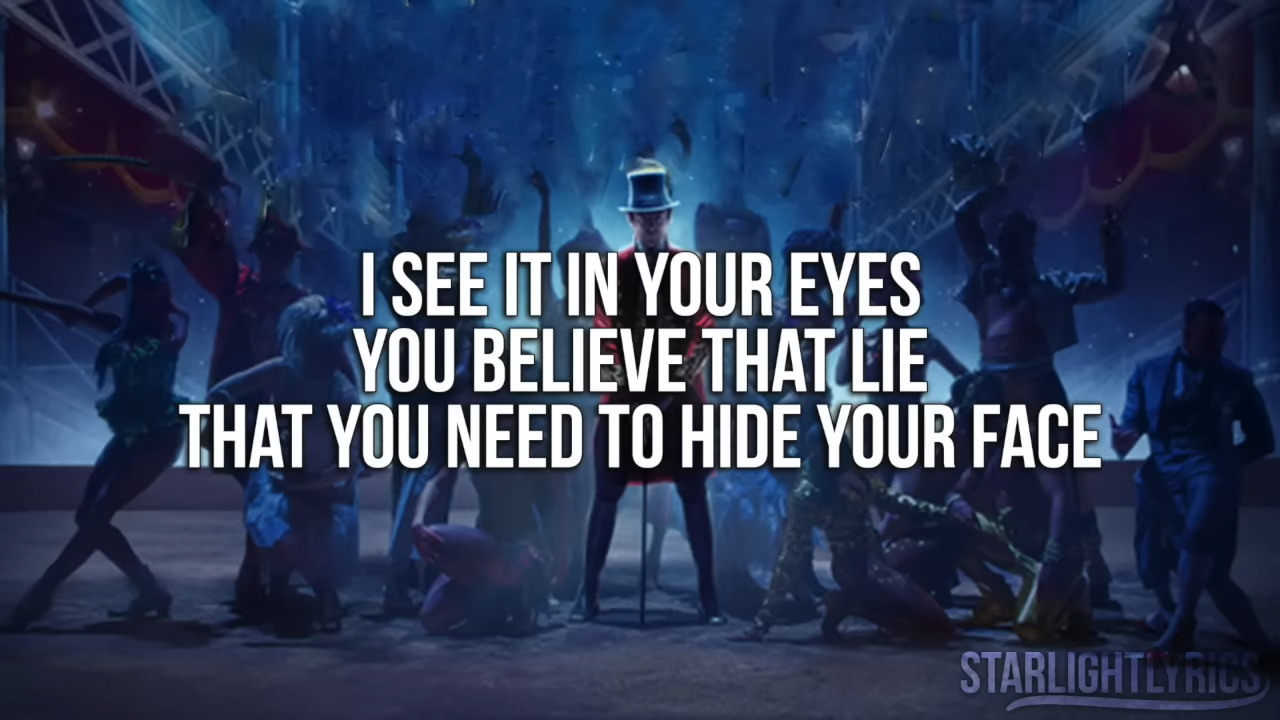 I SEE IT IN YOUR EYES
YOU BELIEVE THAT LIE
THAT YOU NEED TO HIDE YOUR FACE
STARLIGHTLYRICS